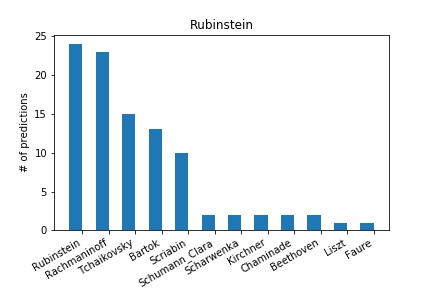 Rubinstein
# of predictions
25
20
15
10
5
0
Rubinstein
Rachmaninoff
Tchaikovsky
Bartok
Scriabin
Schumann_Clara
Scharwenka
Kirchner
Chaminade
Beethoven
Liszt
Faure